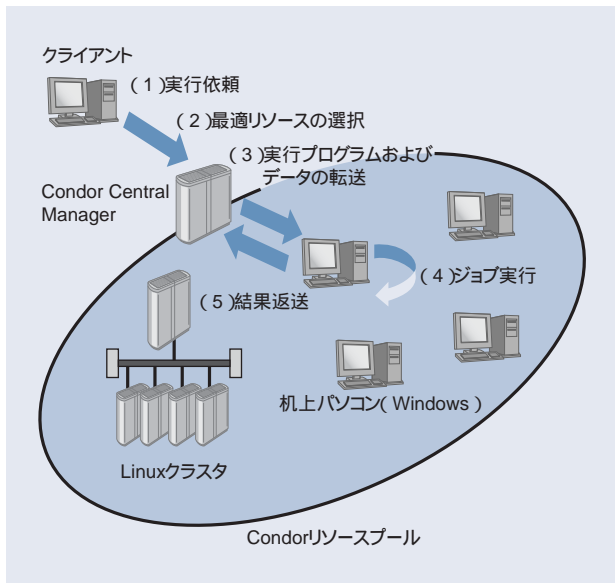 クライアント
(1)実行依頼
(2)最適リソースの選択
(3)実行プログラムおよび
データの転送
Condor Central
Manager
(4)ジョブ実行
(5)結果返送
机上パソコン(Windows)
Linuxクラスタ
Condorリソースプール